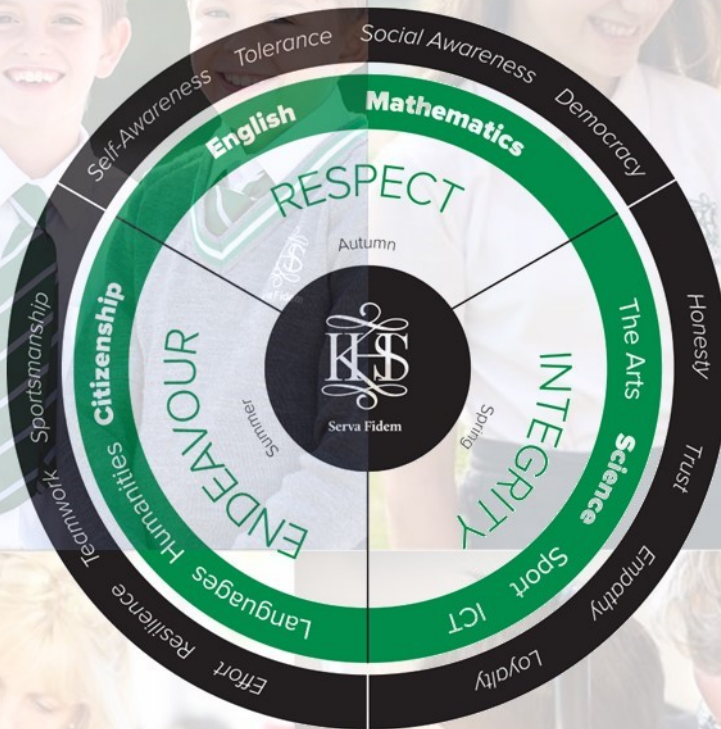 Self-Awareness Tolerance Social Awareness Democracy
Honesty Trust Empathy Loyalty
Effort Resilience Teamwork Sportsmanship
English Mathematics
The Arts Science Sport ICT
Languages Humanities Citizenship
RESPECT
Autumn
INTEGRITY
Spring
ENDEAVOUR
Summer
KHS
Serva Fidem